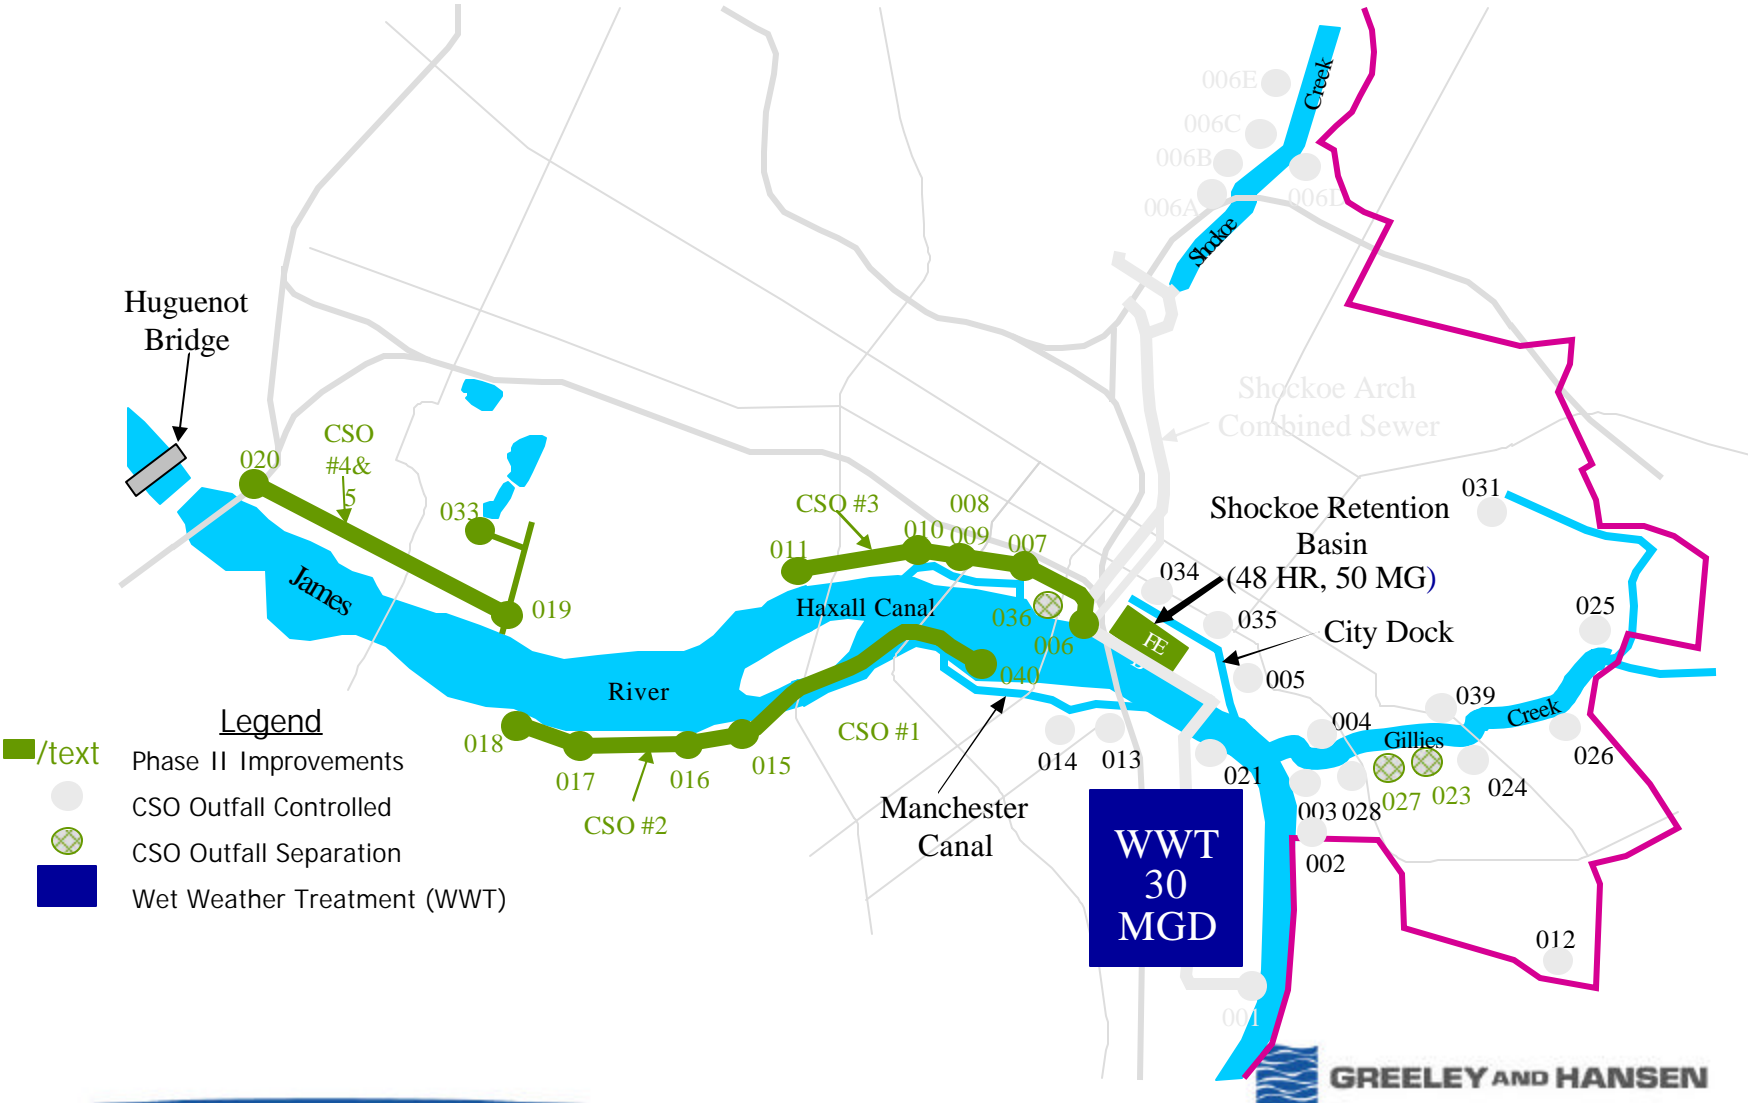 006E
Creek
006C
006B
006D
006A
Shockoe
Huguenot
Bridge
Shockoe Arch
Combined Sewer
CSO
#4&
5
020
033
CSO #3
008
010
009
007
011
031
Shockoe Retention
Basin
(48 HR, 50 MG)
034
James
019
Haxall Canal
036
006
FE
035
City Dock
025
040
005
River
039
Creek
004
Gillies
026
018
017
016
015
CSO #1
CSO #2
014
013
021
027
023
024
003
028
002
Manchester
Canal
WWT
30
MGD
012
001
Legend
/text
Phase II Improvements
CSO Outfall Controlled
CSO Outfall Separation
Wet Weather Treatment (WWT)
GREELEY AND HANSEN